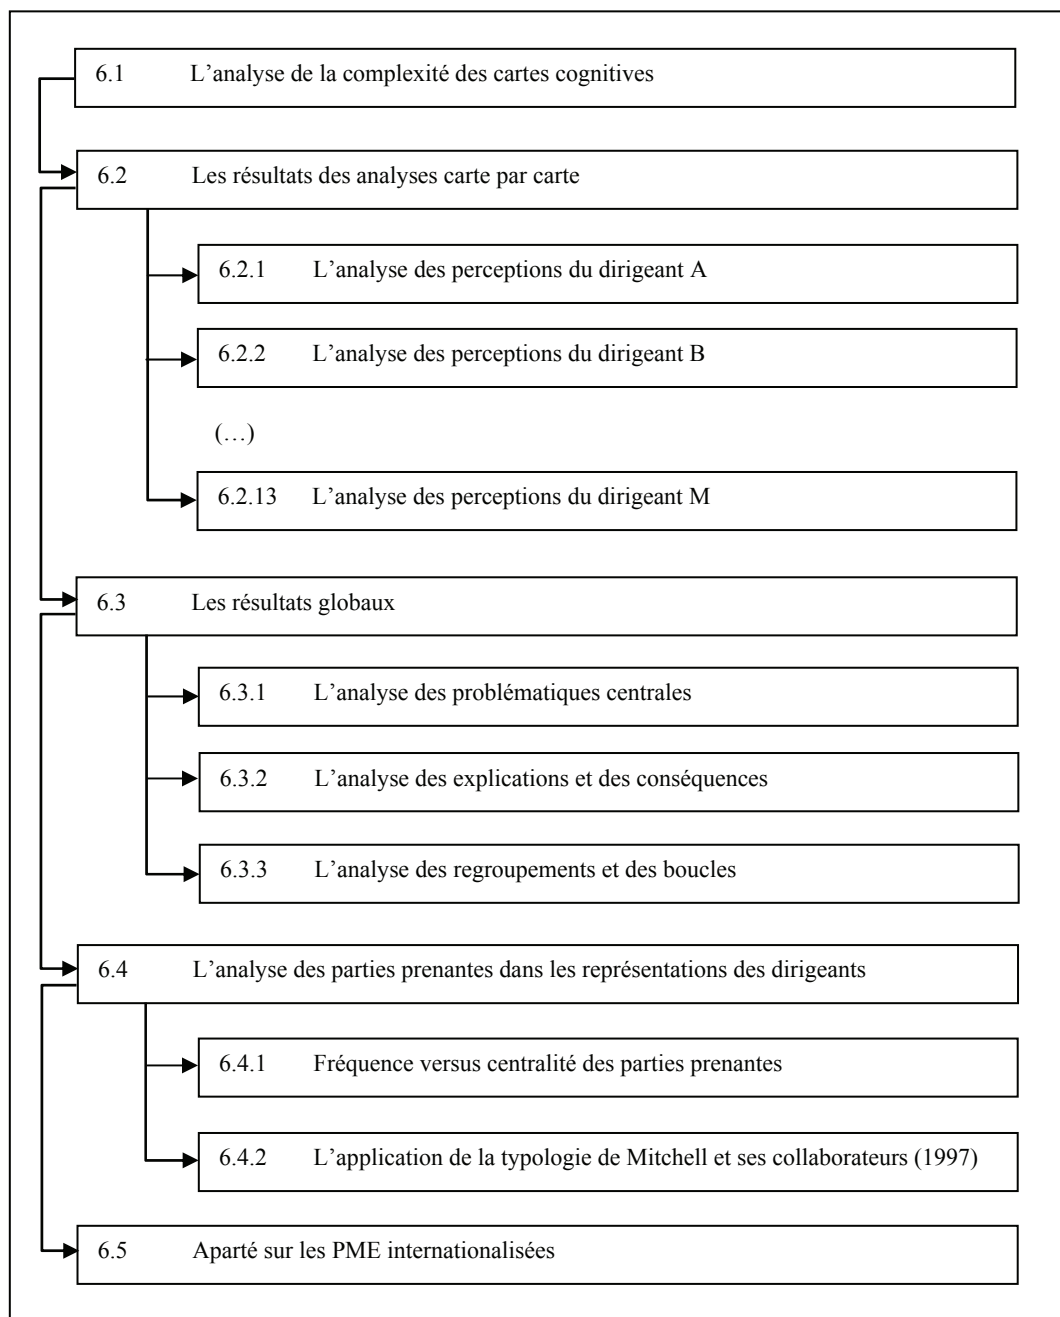 6.1 L’analyse de la complexité des cartes cognitives
6.2 Les résultats des analyses carte par carte
6.2.1 L’analyse des perceptions du dirigeant A
6.2.2 L’analyse des perceptions du dirigeant B
(…)
6.2.13 L’analyse des perceptions du dirigeant M
6.3 Les résultats globaux
6.3.1 L’analyse des problématiques centrales
6.3.2 L’analyse des explications et des conséquences
6.3.3 L’analyse des regroupements et des boucles
6.4 L’analyse des parties prenantes dans les représentations des dirigeants
6.4.1 Fréquence versus centralité des parties prenantes
6.4.2 L’application de la typologie de Mitchell et ses collaborateurs (1997)
6.5 Aparté sur les PME internationalisées